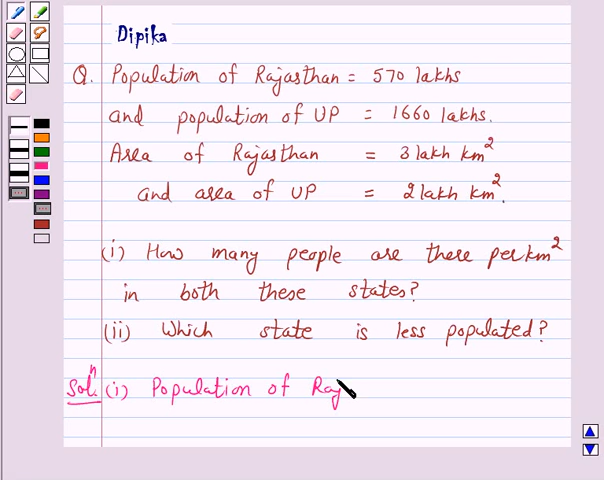 Dipika
Q. Population of Rajasthan = 570 lakhs
and population of UP = 1660 lakhs.
Area of Rajasthan = 3 lakh km²
and area of UP = 2 lakh km².
(i) How many people are there per km²
in both these states?
(ii) Which state is less populated?
Solⁿ. (i) Population of Raj